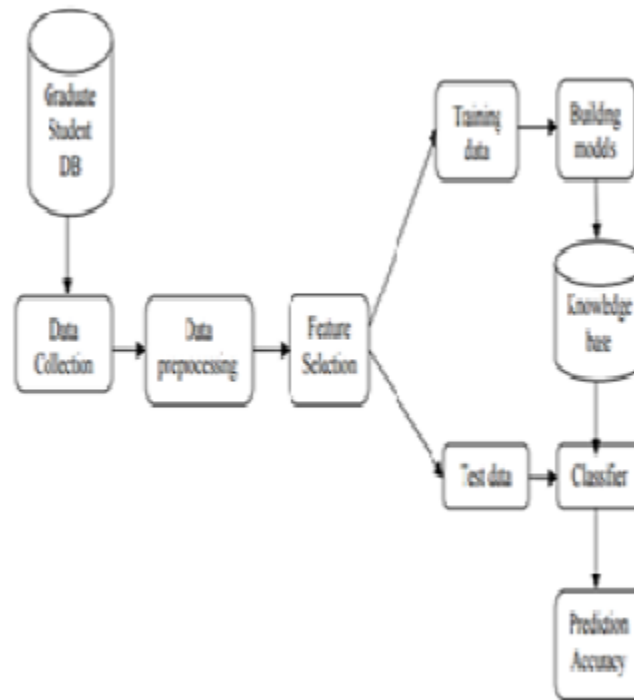 Graduate
Student
DB
Data
Collection
Data
preprocessing
Feature
Selection
Training
data
Building
models
Knowledge
base
Test data
Classfier
Prediction
Accuracy